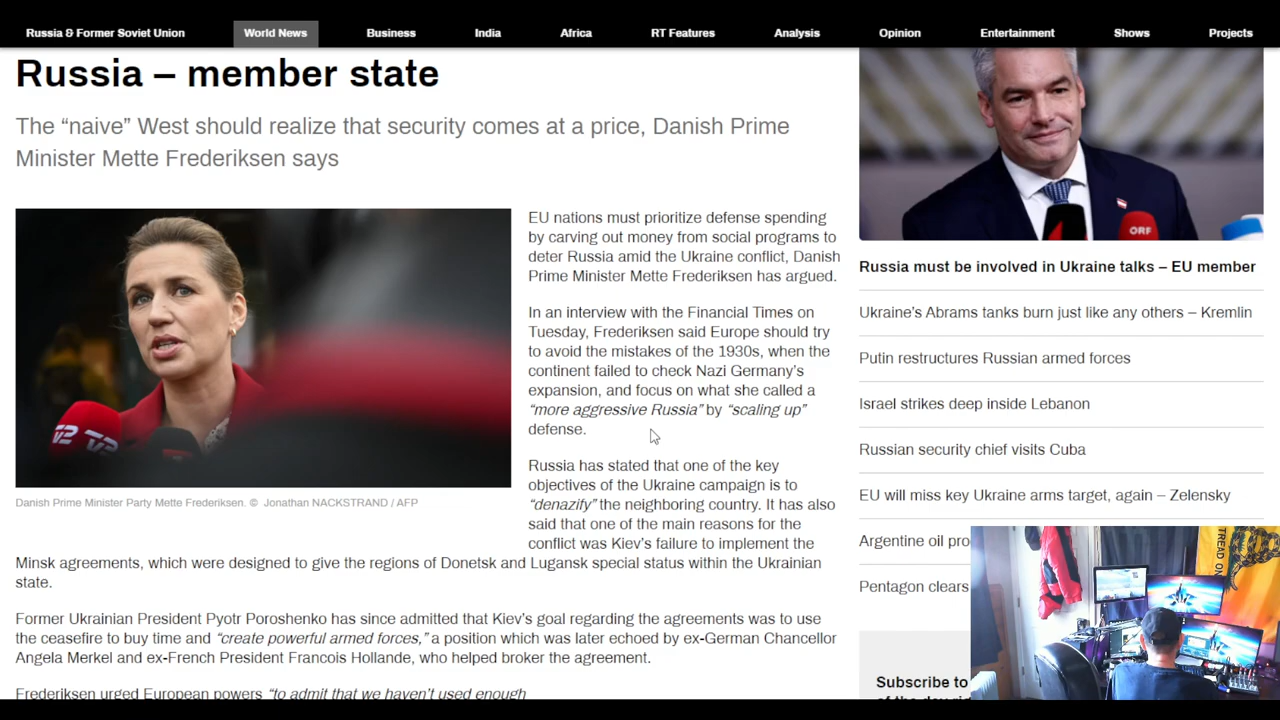 Russia & Former Soviet Union World News Business India Africa RT Features Analysis Opinion Entertainment Shows Projects
Russia – member state
The “naive” West should realize that security comes at a price, Danish Prime
Minister Mette Frederiksen says
TV2 TV2
Danish Prime Minister Party Mette Frederiksen. © Jonathan NACKSTRAND / AFP
EU nations must prioritize defense spending
by carving out money from social programs to
deter Russia amid the Ukraine conflict, Danish
Prime Minister Mette Frederiksen has argued.
In an interview with the Financial Times on
Tuesday, Frederiksen said Europe should try
to avoid the mistakes of the 1930s, when the
continent failed to check Nazi Germany’s
expansion, and focus on what she called a
“more aggressive Russia” by “scaling up”
defense.
Russia has stated that one of the key
objectives of the Ukraine campaign is to
“denazify” the neighboring country. It has also
said that one of the main reasons for the
conflict was Kiev’s failure to implement the
Minsk agreements, which were designed to give the regions of Donetsk and Lugansk special status within the Ukrainian
state.
Former Ukrainian President Pyotr Poroshenko has since admitted that Kiev’s goal regarding the agreements was to use
the ceasefire to buy time and “create powerful armed forces,” a position which was later echoed by ex-German Chancellor
Angela Merkel and ex-French President Francois Hollande, who helped broker the agreement.
Frederiksen urged European powers “to admit that we haven’t used enough
ORF
Russia must be involved in Ukraine talks – EU member
Ukraine’s Abrams tanks burn just like any others – Kremlin
Putin restructures Russian armed forces
Israel strikes deep inside Lebanon
Russian security chief visits Cuba
EU will miss key Ukraine arms target, again – Zelensky
Argentine oil pro
Pentagon clears
Subscribe to
TREAD ON